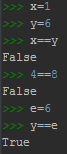 >>> x=1
>>> y=6
>>> x==y
False
>>> 4==8
False
>>> e=6
>>> y==e
True